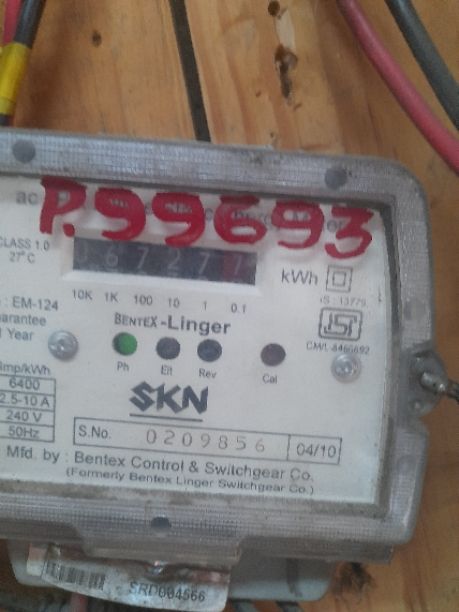 P.99693
CLASS 1.0
27°C
kWh
IS : 13779
10K 1K 100 10 1 0.1
: EM-124
BENTEX-Linger
1 Year
CM/L-8466692
Ph Elt Rev Cal
Imp/kWh
6400
2.5-10 A
240 V
50Hz
SKN
S.No. 0209856 04/10
Mfd. by : Bentex Control & Switchgear Co.
(Formerly Bentex Linger Switchgear Co.)
SRD004566